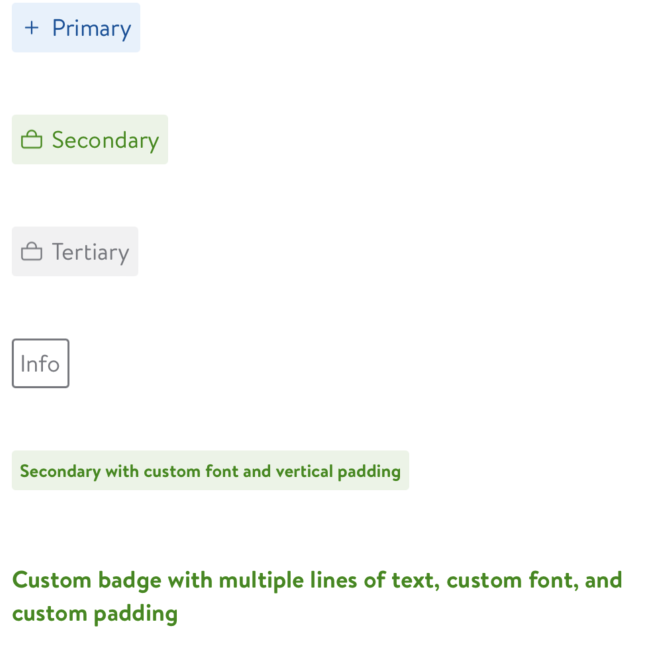 + Primary
Secondary
Tertiary
Info
Secondary with custom font and vertical padding
Custom badge with multiple lines of text, custom font, and
custom padding